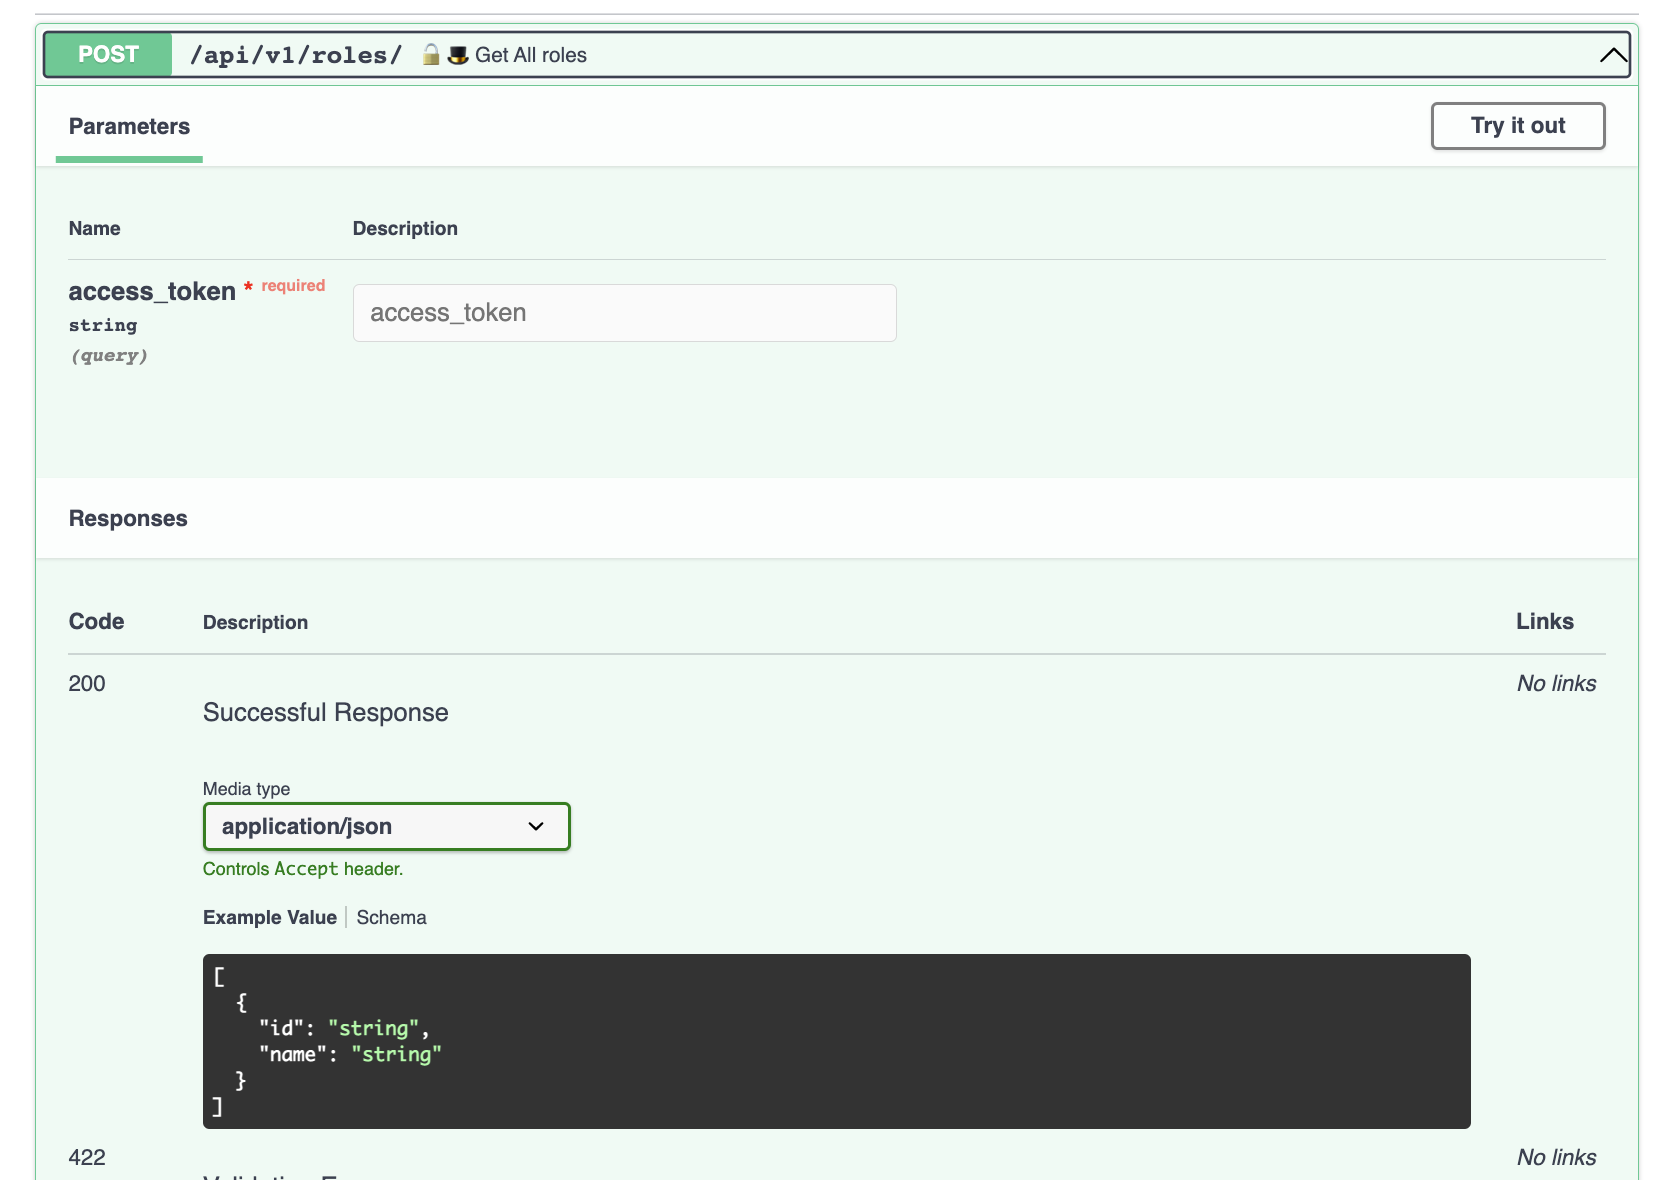 POST /api/v1/roles/ 🔒🎩 Get All roles
Parameters
Try it out
Name Description
access_token * required
access_token
string
(query)
Responses
Code Description Links
200 No links
Successful Response
Media type
application/json
Controls Accept header.
Example Value | Schema
[
{
"id": "string",
"name": "string"
}
]
422 No links